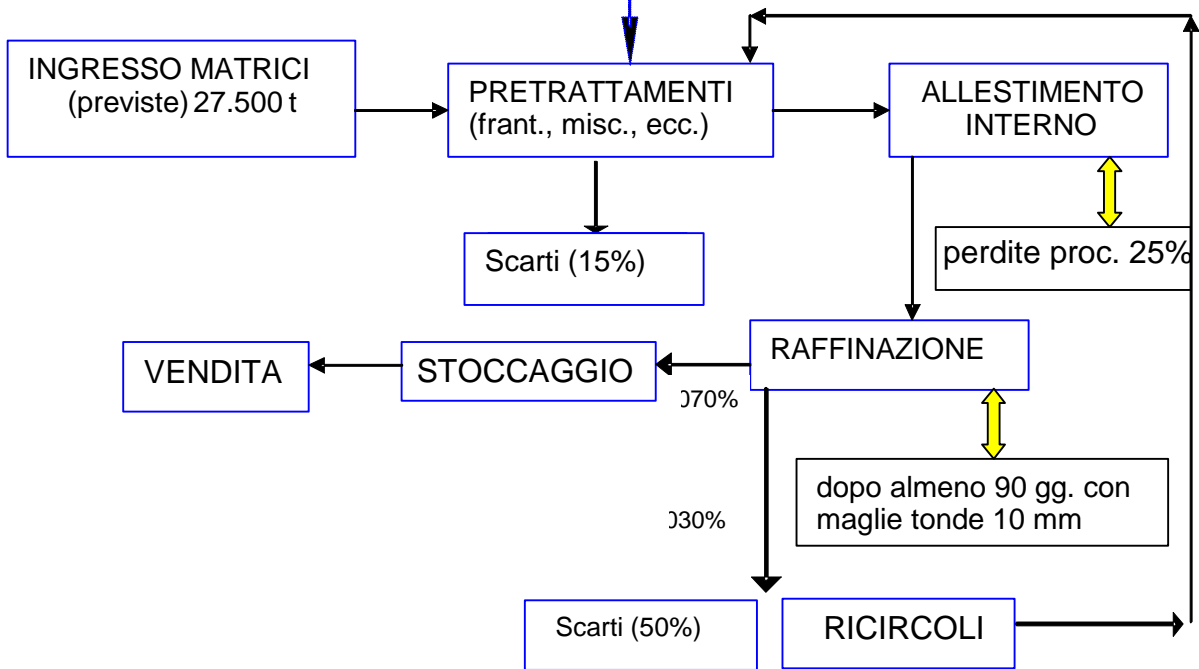 INGRESSO MATRICI
(previste) 27.500 t
PRETRATTAMENTI
(frant., misc., ecc.)
ALLESTIMENTO
INTERNO
Scarti (15%)
perdite proc. 25%
VENDITA
STOCCAGGIO
RAFFINAZIONE
70%
dopo almeno 90 gg. con
maglie tonde 10 mm
30%
Scarti (50%)
RICIRCOLI